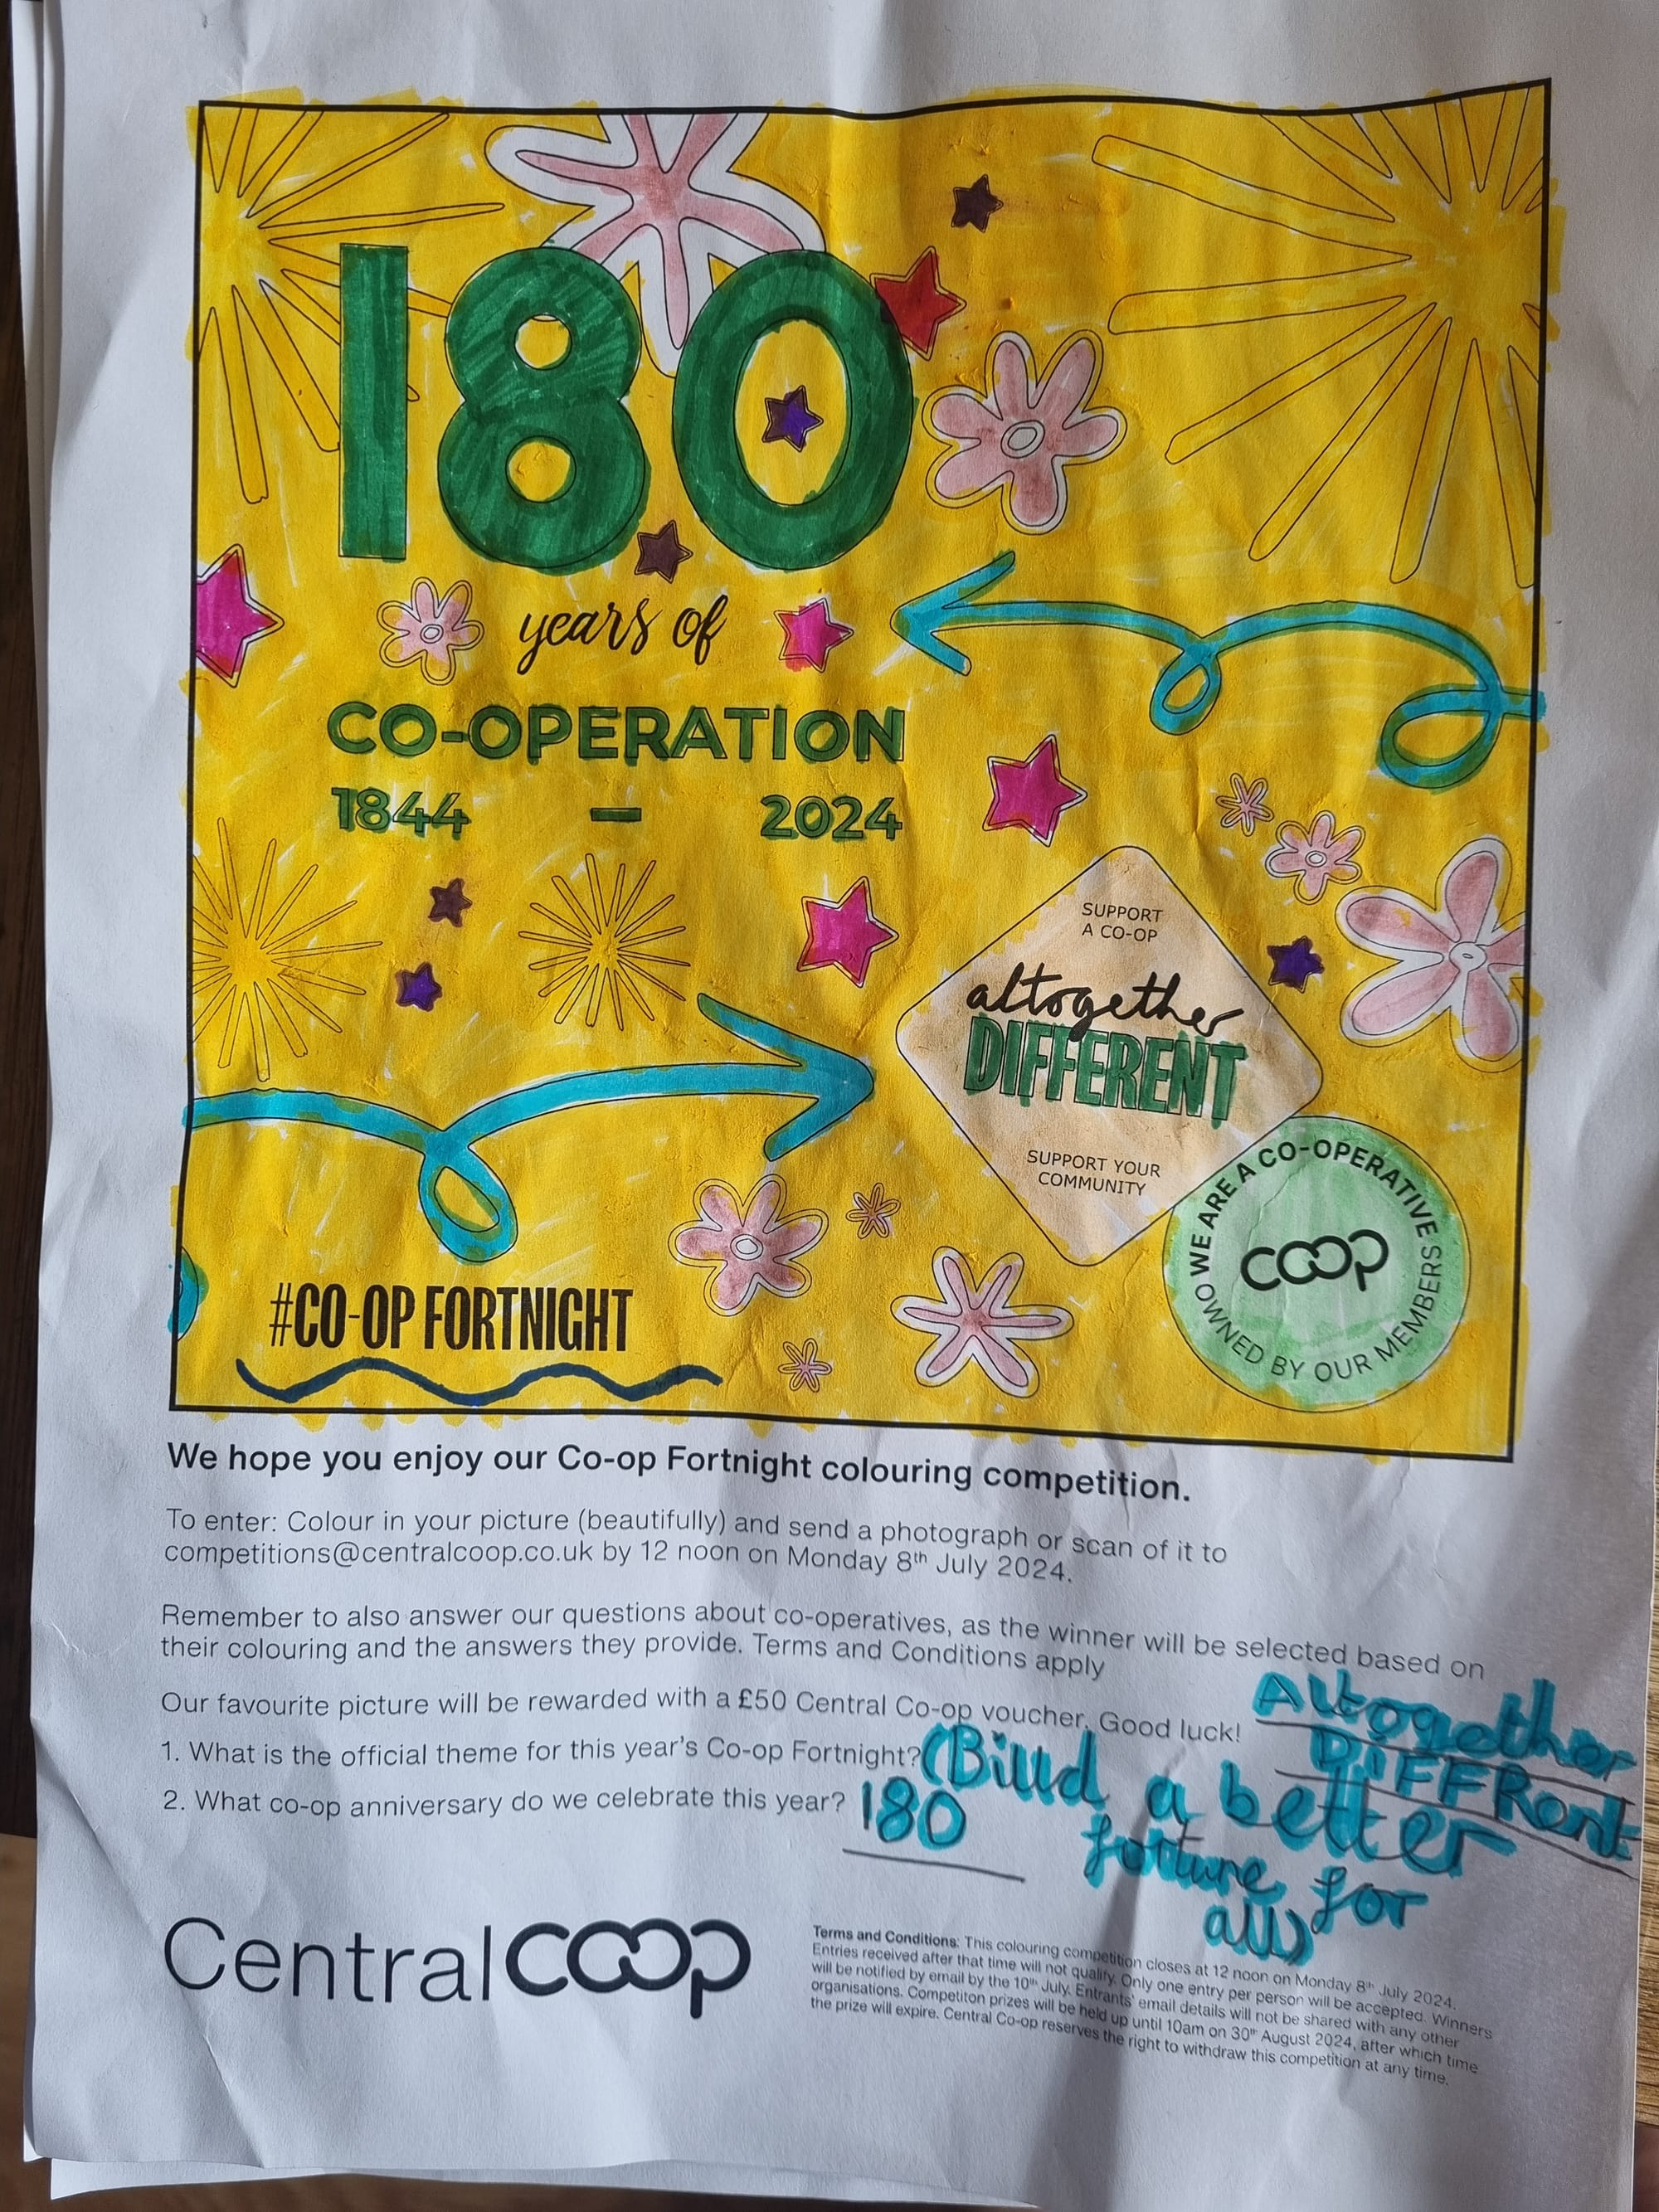 180
years of
CO-OPERATION
1844 — 2024
SUPPORT
A CO-OP
altogether
DIFFERENT
SUPPORT YOUR
COMMUNITY
WE ARE A CO-OPERATIVE
coop
OWNED BY OUR MEMBERS
#CO-OP FORTNIGHT
We hope you enjoy our Co-op Fortnight colouring competition.
To enter: Colour in your picture (beautifully) and send a photograph or scan of it to
competitions@centralcoop.co.uk by 12 noon on Monday 8th July 2024.
Remember to also answer our questions about co-operatives, as the winner will be selected based on
their colouring and the answers they provide. Terms and Conditions apply
Our favourite picture will be rewarded with a £50 Central Co-op voucher. Good luck!
1. What is the official theme for this year's Co-op Fortnight?
Altogether
DiFFRent
(Billd a better
fortune for
all)
2. What co-op anniversary do we celebrate this year? 180
Central coop
Terms and Conditions: This colouring competition closes at 12 noon on Monday 8th July 2024.
Entries received after that time will not qualify. Only one entry per person will be accepted. Winners
will be notified by email by the 10th July. Entrants' email details will not be shared with any other
organisations. Competiton prizes will be held up until 10am on 30th August 2024, after which time
the prize will expire. Central Co-op reserves the right to withdraw this competition at any time.